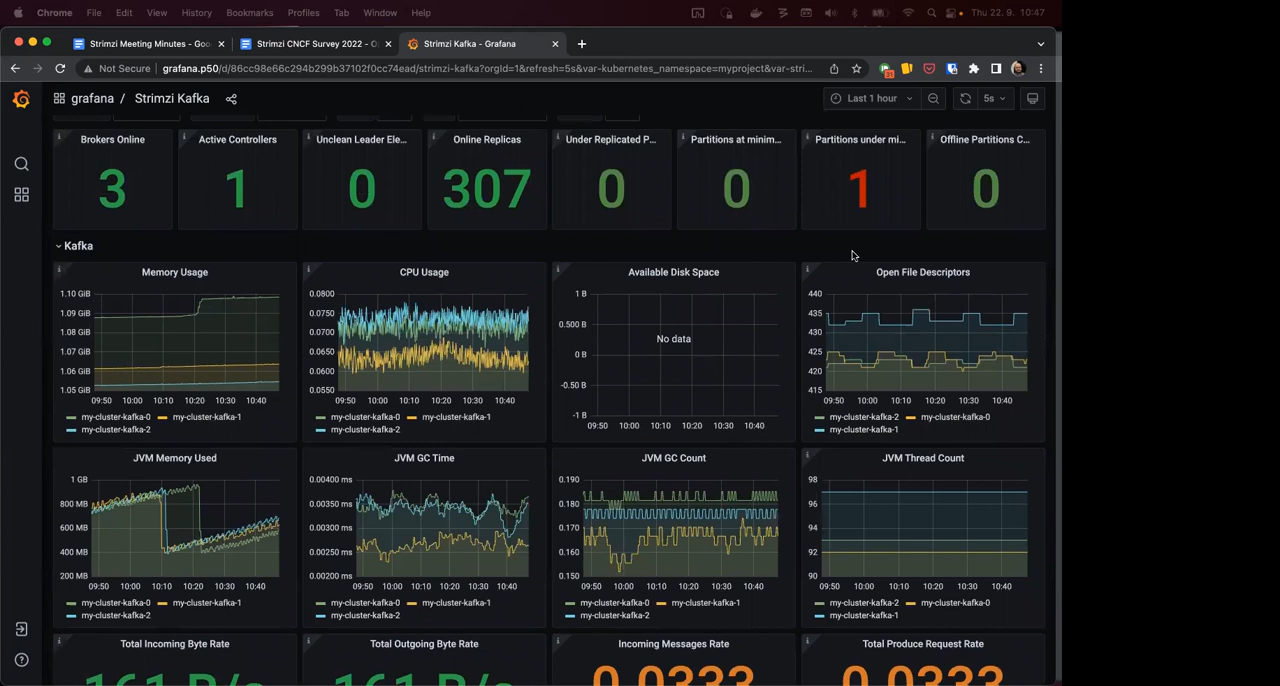 Chrome File Edit View History Bookmarks Profiles Tab Window Help Thu 22. 9. 10:47
Strimzi Meeting Minutes - Goo Strimzi CNCF Survey 2022 - O Strimzi Kafka - Grafana
Not Secure grafana.p50/d/86cc98e66c294b299b37102f0cc74ead/strimzi-kafka?orgId=1&refresh=5s&var-kubernetes_namespace=myproject&var-stri... 31
grafana / Strimzi Kafka Last 1 hour 5s
Brokers Online Active Controllers Unclean Leader Ele... Online Replicas Under Replicated P... Partitions at minim... Partitions under mi... Offline Partitions C...
3 1 0 307 0 0 1 0
Kafka
Memory Usage
1.10 GiB
1.09 GiB
1.08 GiB
1.07 GiB
1.06 GiB
1.05 GiB
09:50 10:00 10:10 10:20 10:30 10:40
my-cluster-kafka-0 my-cluster-kafka-1
my-cluster-kafka-2
CPU Usage
0.0800
0.0750
0.0700
0.0650
0.0600
0.0550
09:50 10:00 10:10 10:20 10:30 10:40
my-cluster-kafka-0 my-cluster-kafka-1
my-cluster-kafka-2
Available Disk Space
1 B
0.500 B
0 B
-0.50 B
-1 B
No data
09:50 10:00 10:10 10:20 10:30 10:40
Open File Descriptors
440
435
430
425
420
415
09:50 10:00 10:10 10:20 10:30 10:40
my-cluster-kafka-2 my-cluster-kafka-0
my-cluster-kafka-1
JVM Memory Used
1 GB
800 MB
600 MB
400 MB
200 MB
09:50 10:00 10:10 10:20 10:30 10:40
my-cluster-kafka-0 my-cluster-kafka-1
my-cluster-kafka-2
JVM GC Time
0.00400 ms
0.00350 ms
0.00300 ms
0.00250 ms
0.00200 ms
09:50 10:00 10:10 10:20 10:30 10:40
my-cluster-kafka-0 my-cluster-kafka-1
my-cluster-kafka-2
JVM GC Count
0.190
0.180
0.170
0.160
0.150
09:50 10:00 10:10 10:20 10:30 10:40
my-cluster-kafka-0 my-cluster-kafka-1
my-cluster-kafka-2
JVM Thread Count
98
96
94
92
90
09:50 10:00 10:10 10:20 10:30 10:40
my-cluster-kafka-2 my-cluster-kafka-0
my-cluster-kafka-1
Total Incoming Byte Rate Total Outgoing Byte Rate Incoming Messages Rate Total Produce Request Rate
161 B/s 161 B/s 0.0333 0.0333